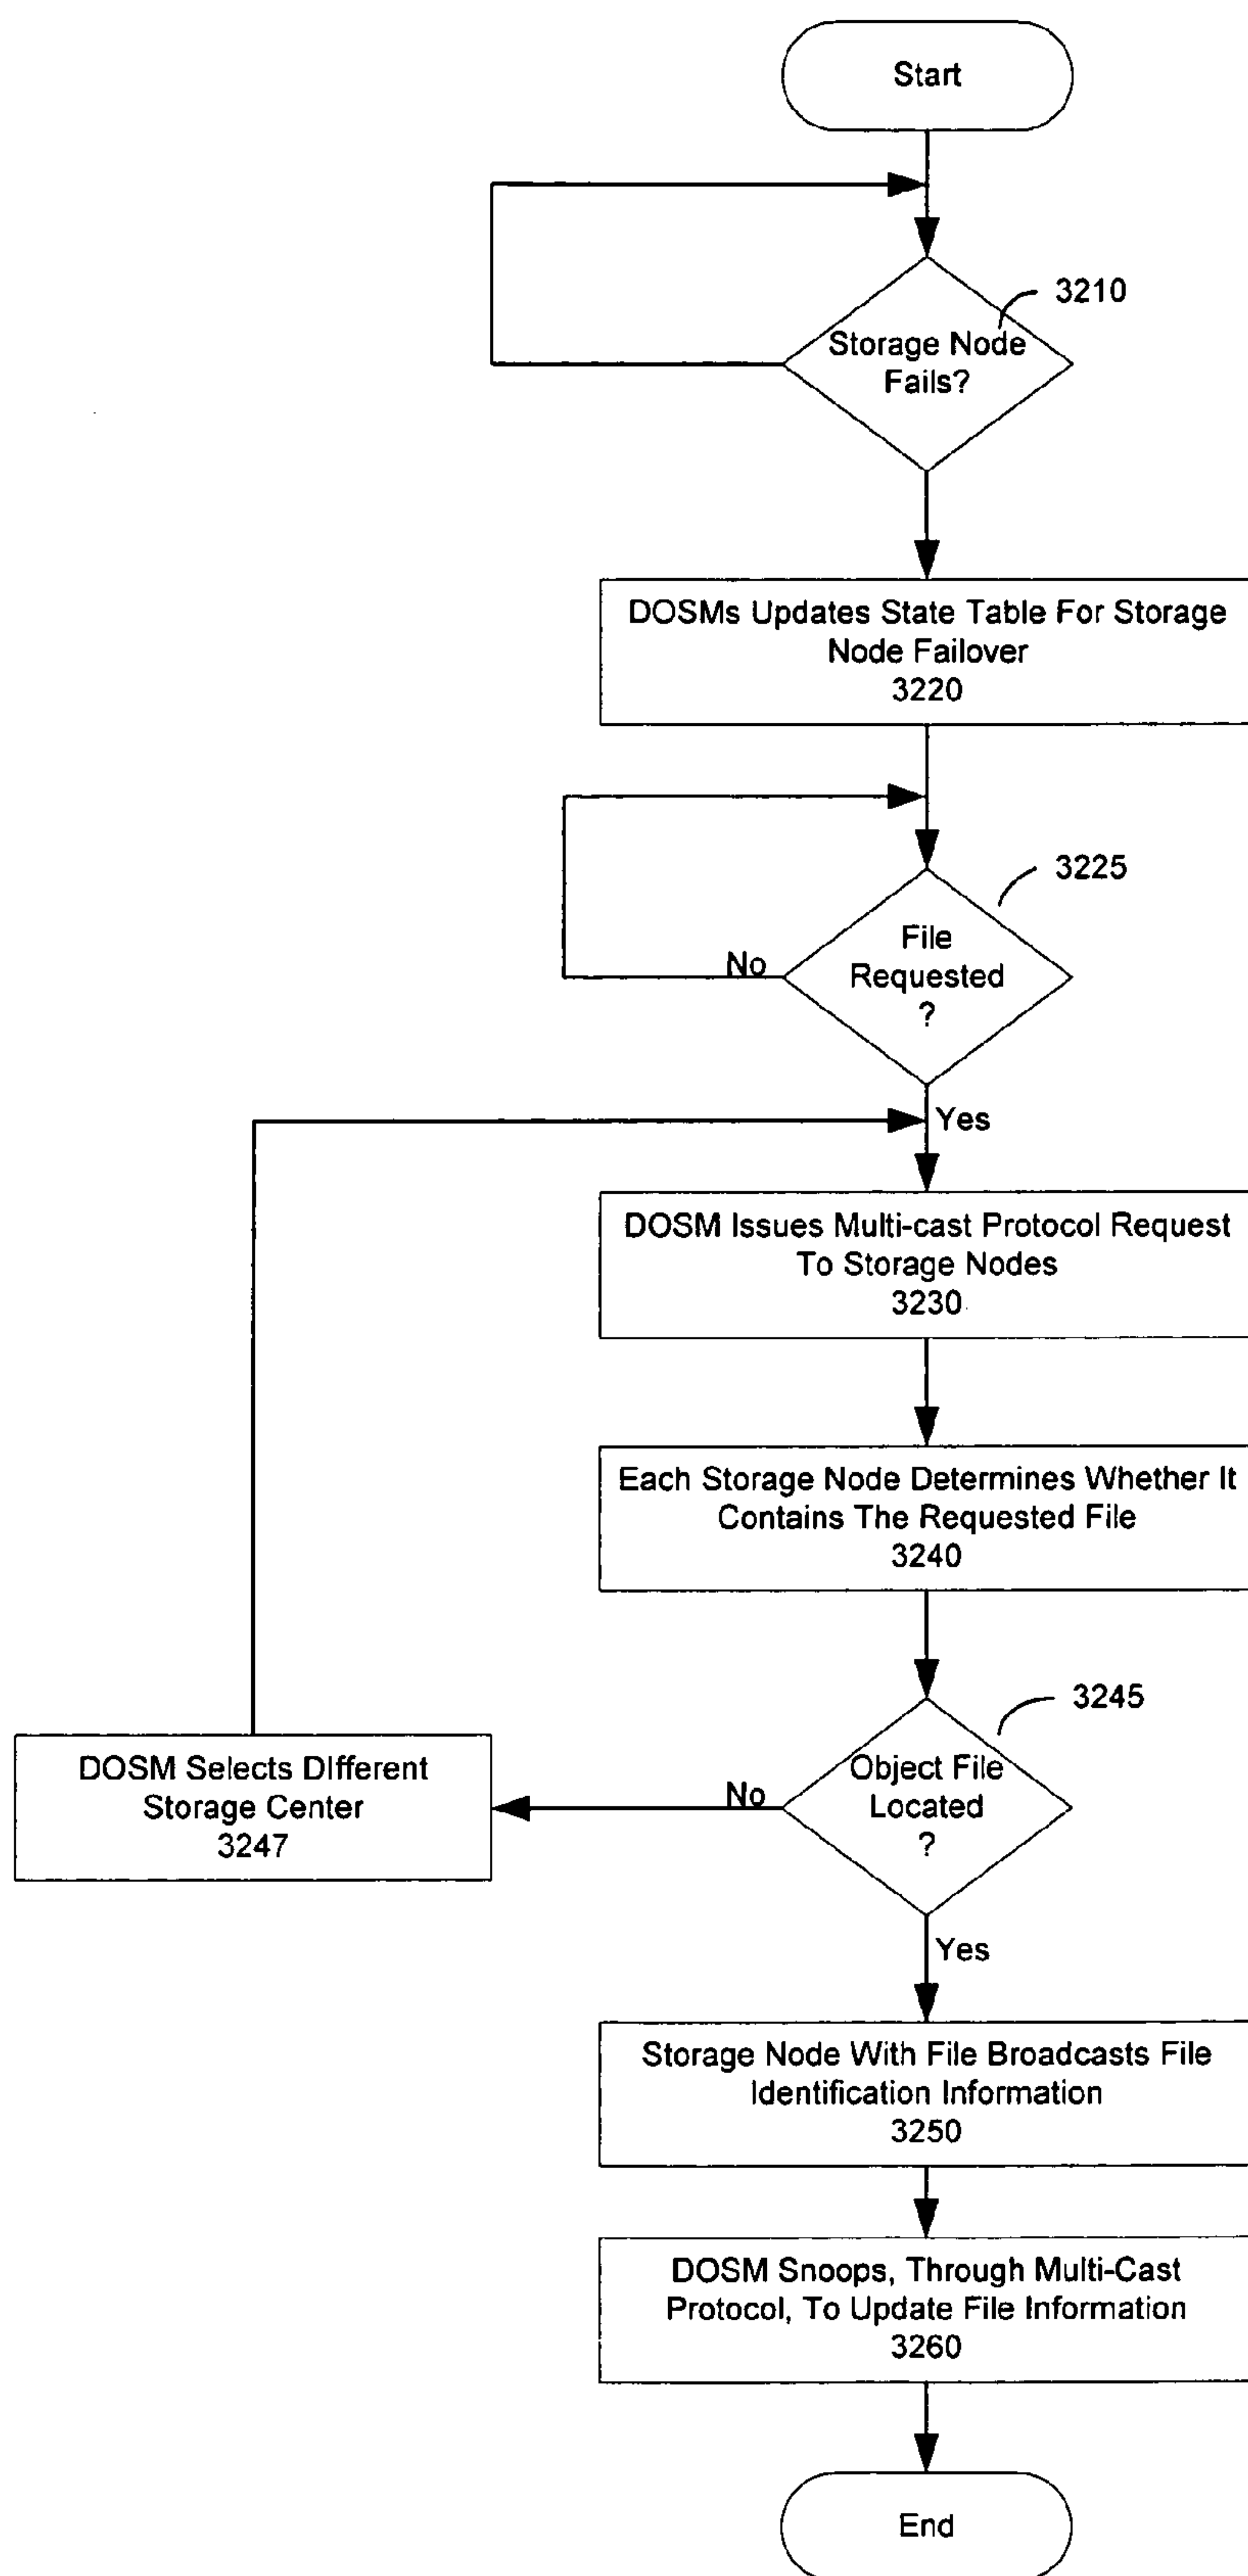 Start
3210
Storage Node
Fails?
DOSMs Updates State Table For Storage
Node Failover
3220
3225
File
Requested
?
No
Yes
DOSM Issues Multi-cast Protocol Request
To Storage Nodes
3230
Each Storage Node Determines Whether It
Contains The Requested File
3240
3245
Object File
Located
?
No
DOSM Selects DIfferent
Storage Center
3247
Yes
Storage Node With File Broadcasts File
Identification Information
3250
DOSM Snoops, Through Multi-Cast
Protocol, To Update File Information
3260
End